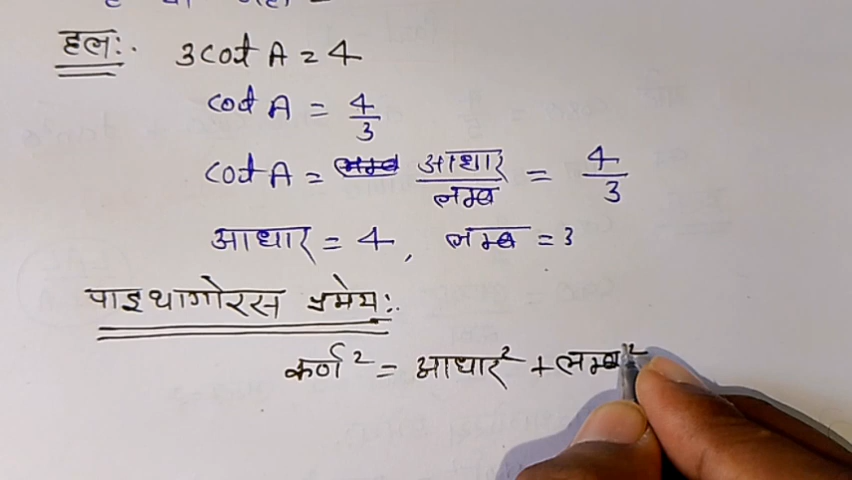 है या नहीं
हलः.
3cot A = 4
cot A = 4/3
cot A = आधार/लम्ब = 4/3
आधार = 4, लम्ब = 3
पाइथागोरस प्रमेयः.
कर्ण² = आधार² + लम्ब²